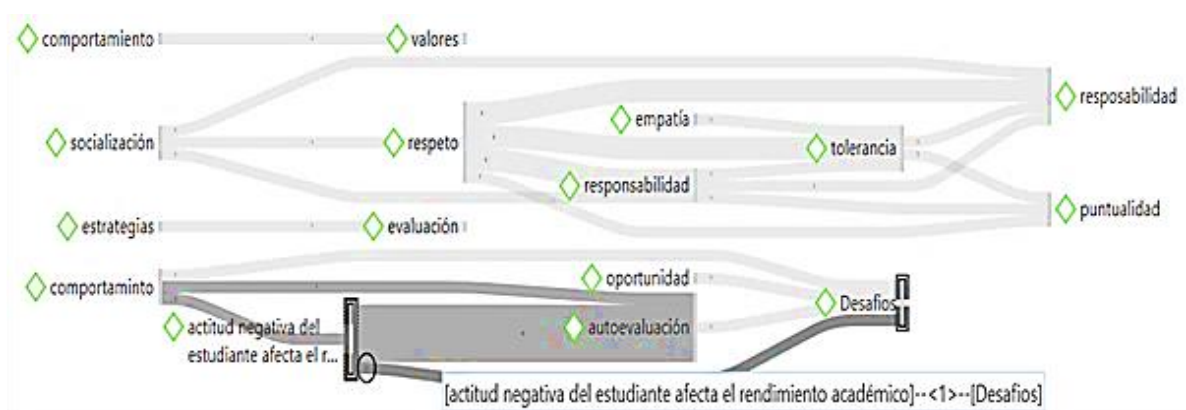 comportamiento
valores
resposabilidad
empatía
socialización
respeto
tolerancia
responsabilidad
puntualidad
estrategias
evaluación
oportunidad
comportaminto
Desafios
actitud negativa del
estudiante afecta el r...
autoevaluación
[actitud negativa del estudiante afecta el rendimiento académico]--<1>--[Desafios]